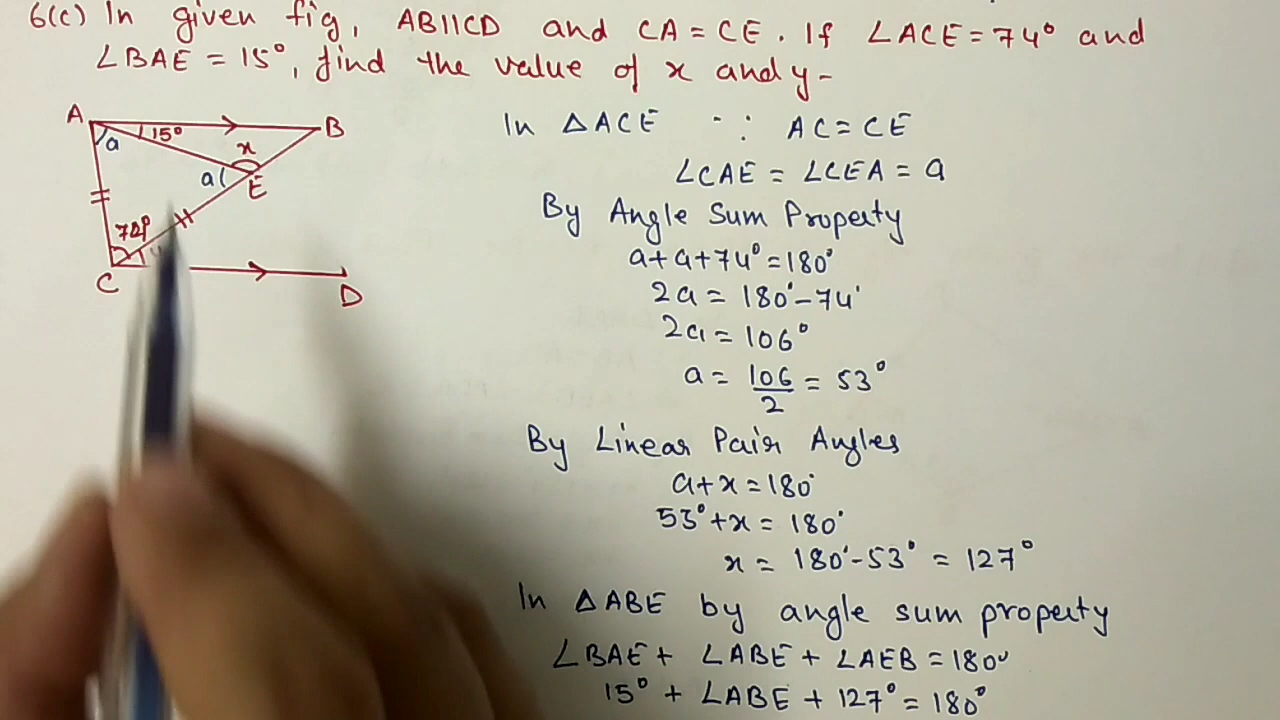 6(c) In given fig, AB||CD and CA = CE. If ∠ACE = 74° and
∠BAE = 15°, find the value of x and y-
A
B
15°
a
x
a
E
74°
C
D
In △ACE ∵ AC = CE
∠CAE = ∠CEA = a
By Angle Sum Property
a+a+74°=180°
2a = 180°-74°
2a = 106°
a = 106/2 = 53°
By Linear Pair Angles
a+x=180°
53°+x = 180°
x = 180°-53° = 127°
In △ABE by angle sum property
∠BAE + ∠ABE + ∠AEB = 180°
15° + ∠ABE + 127° = 180°